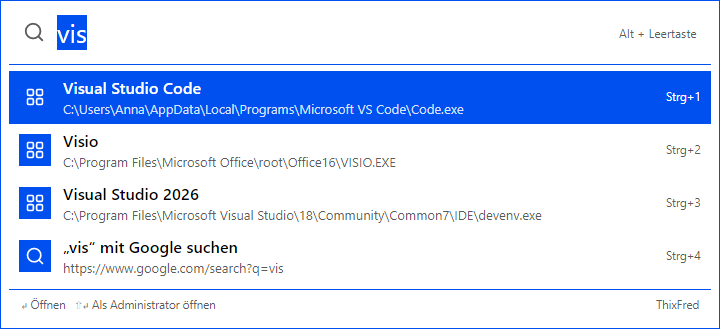 vis
Alt + Leertaste
Visual Studio Code
C:\Users\Anna\AppData\Local\Programs\Microsoft VS Code\Code.exe
Strg+1
Visio
C:\Program Files\Microsoft Office\root\Office16\VISIO.EXE
Strg+2
Visual Studio 2026
C:\Program Files\Microsoft Visual Studio\18\Community\Common7\IDE\devenv.exe
Strg+3
„vis“ mit Google suchen
https://www.google.com/search?q=vis
Strg+4
↲ Öffnen ⇧↲ Als Administrator öffnen
ThixFred